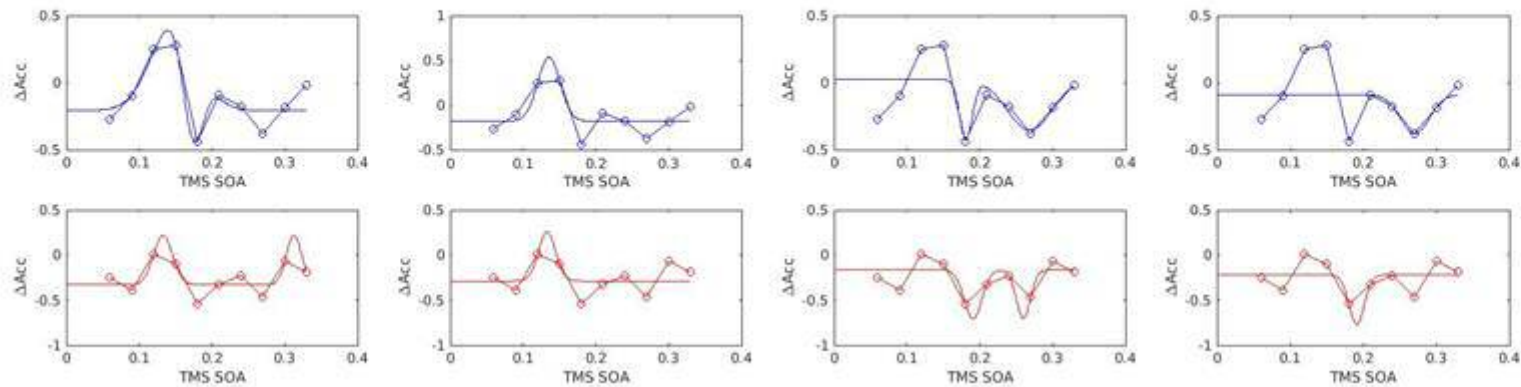 0.5 1 0.5 0.5
ΔAcc 0 ΔAcc 0.5 ΔAcc 0 ΔAcc 0
0
-0.5 -0.5 -0.5 -0.5
0 0.1 0.2 0.3 0.4 0 0.1 0.2 0.3 0.4 0 0.1 0.2 0.3 0.4 0 0.1 0.2 0.3 0.4
TMS SOA TMS SOA TMS SOA TMS SOA
0.5 0.5 0.5 0.5
0 0 0 0
ΔAcc ΔAcc ΔAcc ΔAcc
-0.5 -0.5 -0.5 -0.5
-1 -1 -1 -1
0 0.1 0.2 0.3 0.4 0 0.1 0.2 0.3 0.4 0 0.1 0.2 0.3 0.4 0 0.1 0.2 0.3 0.4
TMS SOA TMS SOA TMS SOA TMS SOA